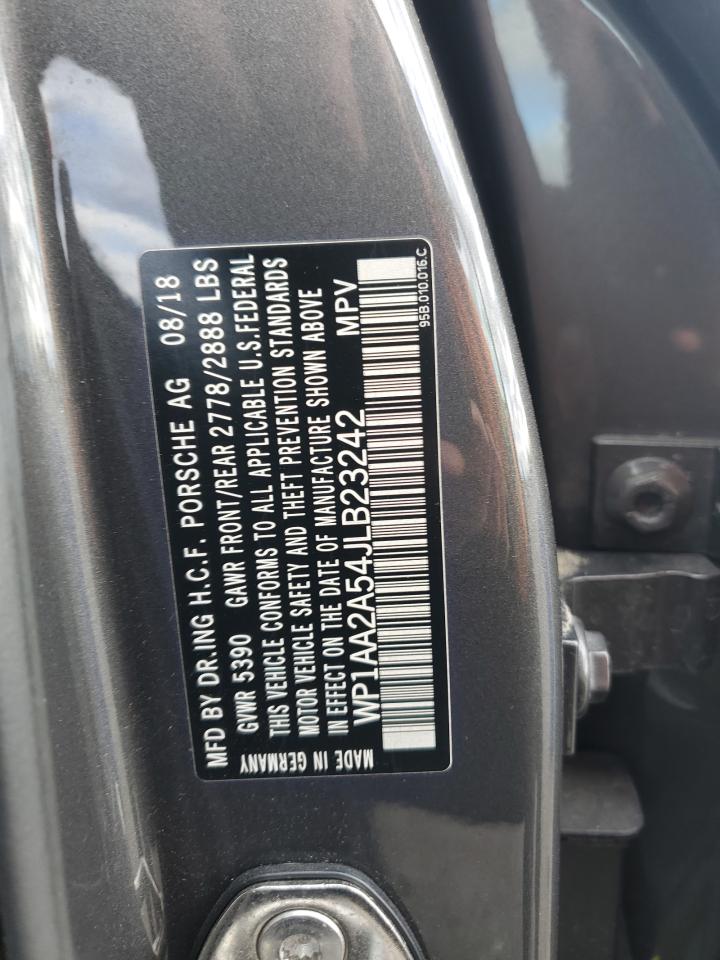 MFD BY DR.ING H.C.F. PORSCHE AG 08/18
GVWR 5390 GAWR FRONT/REAR 2778/2888 LBS
THIS VEHICLE CONFORMS TO ALL APPLICABLE U.S.FEDERAL
MOTOR VEHICLE SAFETY AND THEFT PREVENTION STANDARDS
IN EFFECT ON THE DATE OF MANUFACTURE SHOWN ABOVE
WP1AA2A54JLB23242 MPV
MADE IN GERMANY
95B.010.016.C